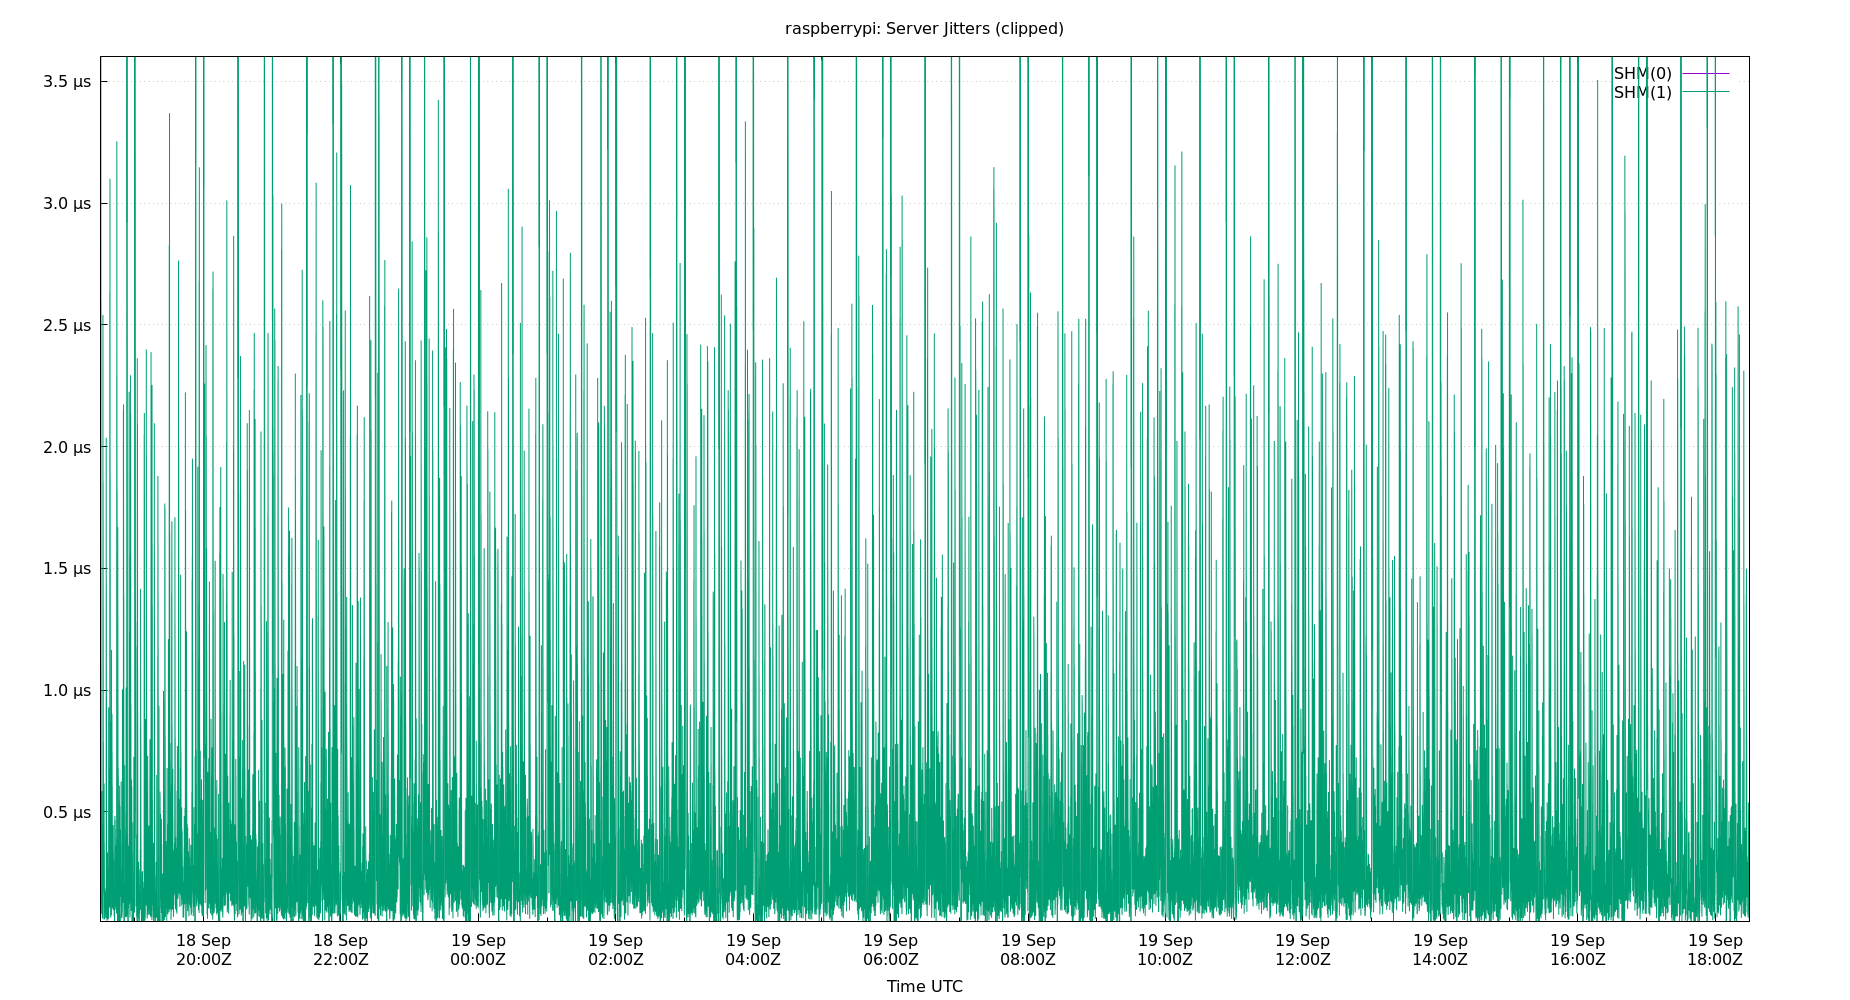 raspberrypi: Server Jitters (clipped)
3.5 µs
3.0 µs
2.5 µs
2.0 µs
1.5 µs
1.0 µs
0.5 µs
SHM(0)
SHM(1)
18 Sep 18 Sep 19 Sep 19 Sep 19 Sep 19 Sep 19 Sep 19 Sep 19 Sep 19 Sep 19 Sep 19 Sep
20:00Z 22:00Z 00:00Z 02:00Z 04:00Z 06:00Z 08:00Z 10:00Z 12:00Z 14:00Z 16:00Z 18:00Z
Time UTC